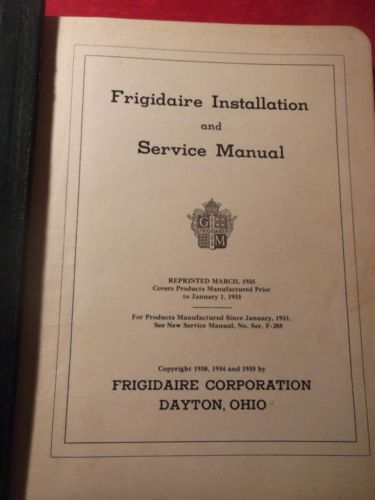 Frigidaire Installation
and
Service Manual
G
FRIGIDAIRE
M
REPRINTED MARCH, 1935
Covers Products Manufactured Prior
to January 1, 1933
For Products Manufactured Since January, 1933,
See New Service Manual, No. Ser. F-288
Copyright 1930, 1934 and 1935 by
FRIGIDAIRE CORPORATION
DAYTON, OHIO